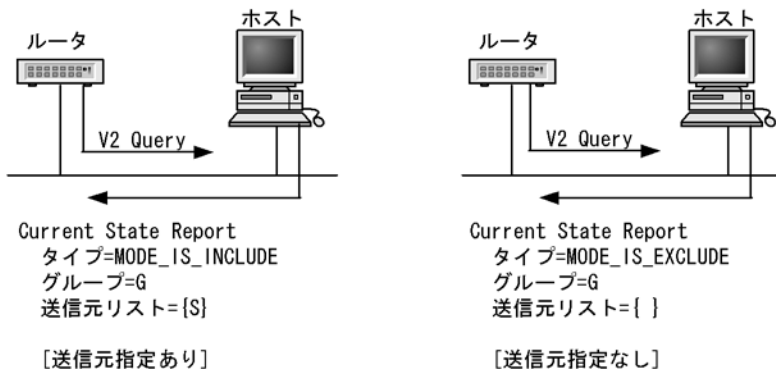 ルータ
ホスト
V2 Query
Current State Report
タイプ=MODE_IS_INCLUDE
グループ=G
送信元リスト={S}
[送信元指定あり]
ルータ
ホスト
V2 Query
Current State Report
タイプ=MODE_IS_EXCLUDE
グループ=G
送信元リスト={ }
[送信元指定なし]